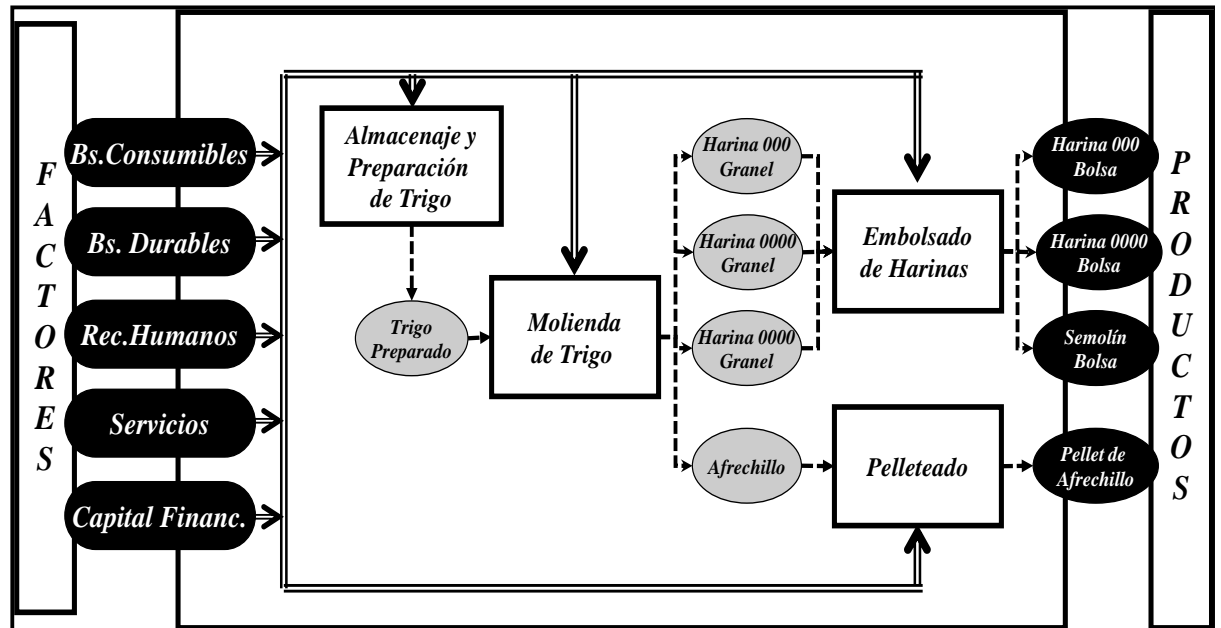 FACTORES
Bs.Consumibles
Bs. Durables
Rec.Humanos
Servicios
Capital Financ.
Almacenaje y
Preparación
de Trigo
Trigo
Preparado
Molienda
de Trigo
Harina 000
Granel
Harina 0000
Granel
Harina 0000
Granel
Afrechillo
Embolsado
de Harinas
Pelleteado
Harina 000
Bolsa
Harina 0000
Bolsa
Semolín
Bolsa
Pellet de
Afrechillo
PRODUCTOS